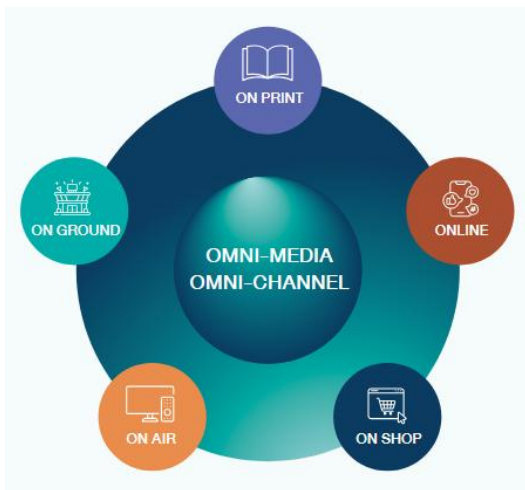 ON PRINT
ON GROUND
ONLINE
OMNI-MEDIA
OMNI-CHANNEL
ON AIR
ON SHOP